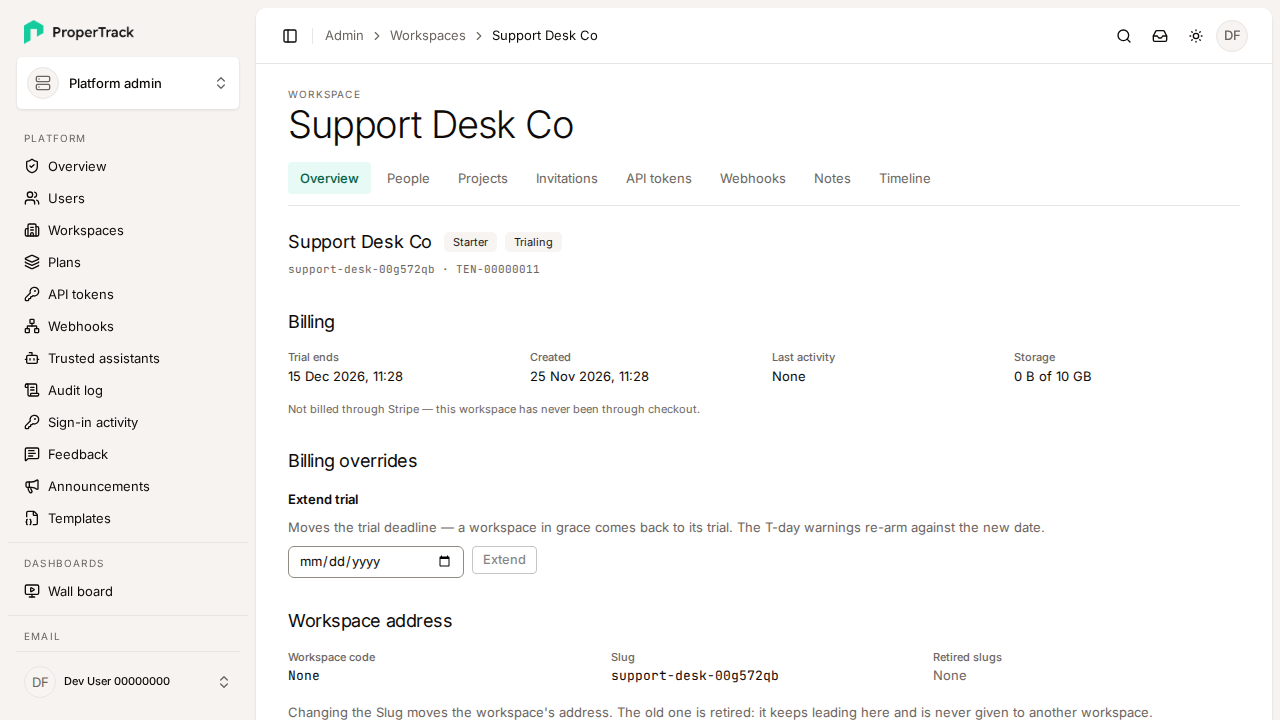 ProperTrack
Platform admin
PLATFORM
Overview
Users
Workspaces
Plans
API tokens
Webhooks
Trusted assistants
Audit log
Sign-in activity
Feedback
Announcements
Templates
DASHBOARDS
Wall board
EMAIL
DF
Dev User 00000000
Admin
Workspaces
Support Desk Co
DF
WORKSPACE
Support Desk Co
Overview
People
Projects
Invitations
API tokens
Webhooks
Notes
Timeline
Support Desk Co
Starter
Trialing
support-desk-00g572qb · TEN-00000011
Billing
Trial ends
15 Dec 2026, 11:28
Created
25 Nov 2026, 11:28
Last activity
None
Storage
0 B of 10 GB
Not billed through Stripe — this workspace has never been through checkout.
Billing overrides
Extend trial
Moves the trial deadline — a workspace in grace comes back to its trial. The T-day warnings re-arm against the new date.
mm/dd/yyyy
Extend
Workspace address
Workspace code
None
Slug
support-desk-00g572qb
Retired slugs
None
Changing the Slug moves the workspace's address. The old one is retired: it keeps leading here and is never given to another workspace.